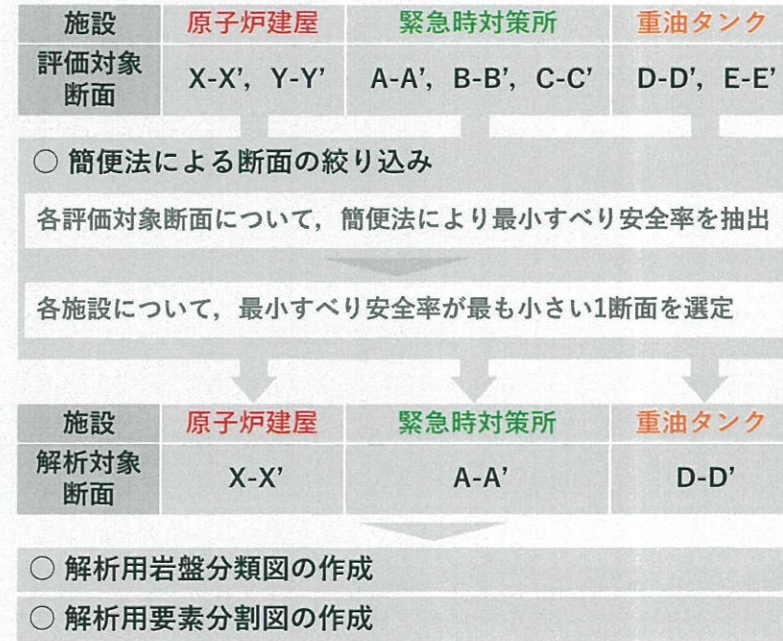 施設 原子炉建屋 緊急時対策所 重油タンク
評価対象
断面 X-X’, Y-Y’ A-A’, B-B’, C-C’ D-D’, E-E’
○ 簡便法による断面の絞り込み
各評価対象断面について，簡便法により最小すべり安全率を抽出
各施設について，最小すべり安全率が最も小さい1断面を選定
施設 原子炉建屋 緊急時対策所 重油タンク
解析対象
断面 X-X’ A-A’ D-D’
○ 解析用岩盤分類図の作成
○ 解析用要素分割図の作成